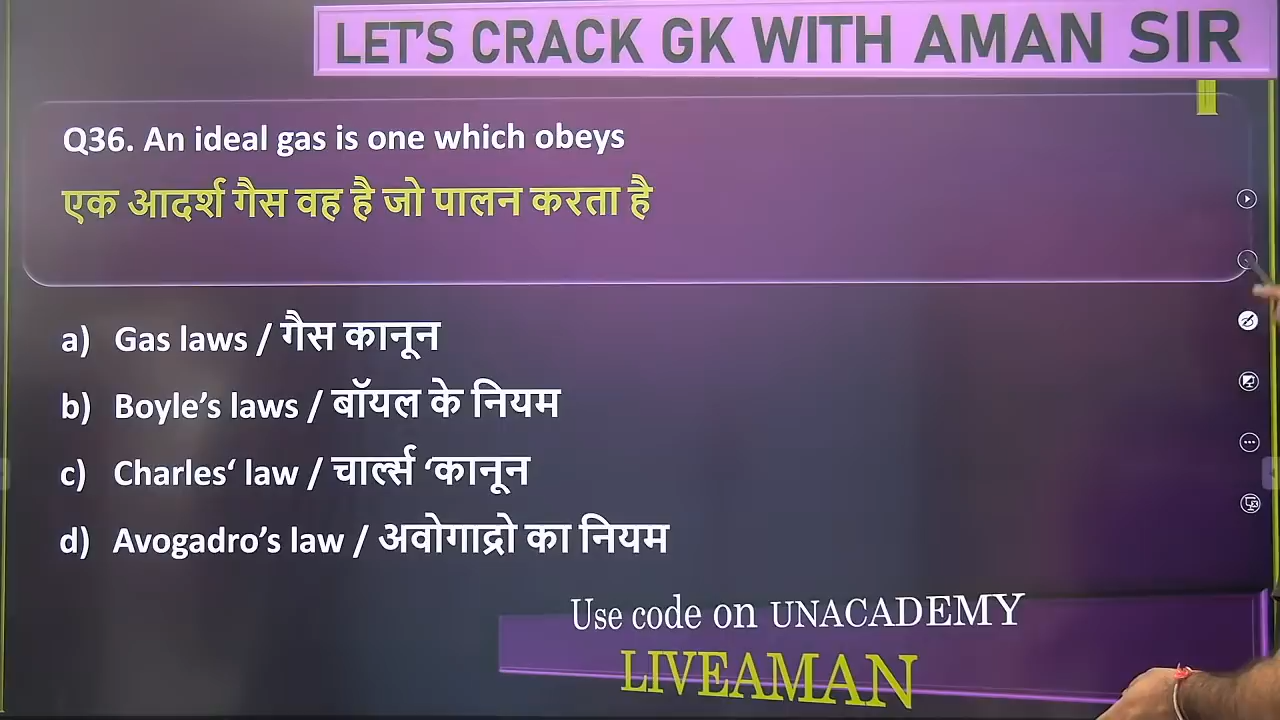 LET'S CRACK GK WITH AMAN SIR
Q36. An ideal gas is one which obeys
एक आदर्श गैस वह है जो पालन करता है
a) Gas laws / गैस कानून
b) Boyle’s laws / बॉयल के नियम
c) Charles‘ law / चार्ल्स ‘कानून
d) Avogadro’s law / अवोगाद्रो का नियम
Use code on UNACADEMY
LIVEAMAN